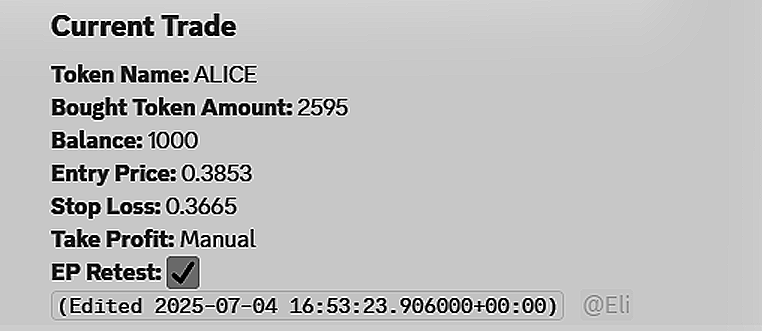 Current Trade
Token Name: ALICE
Bought Token Amount: 2595
Balance: 1000
Entry Price: 0.3853
Stop Loss: 0.3665
Take Profit: Manual
EP Retest: ✔
(Edited 2025-07-04 16:53:23.906000+00:00) @Eli